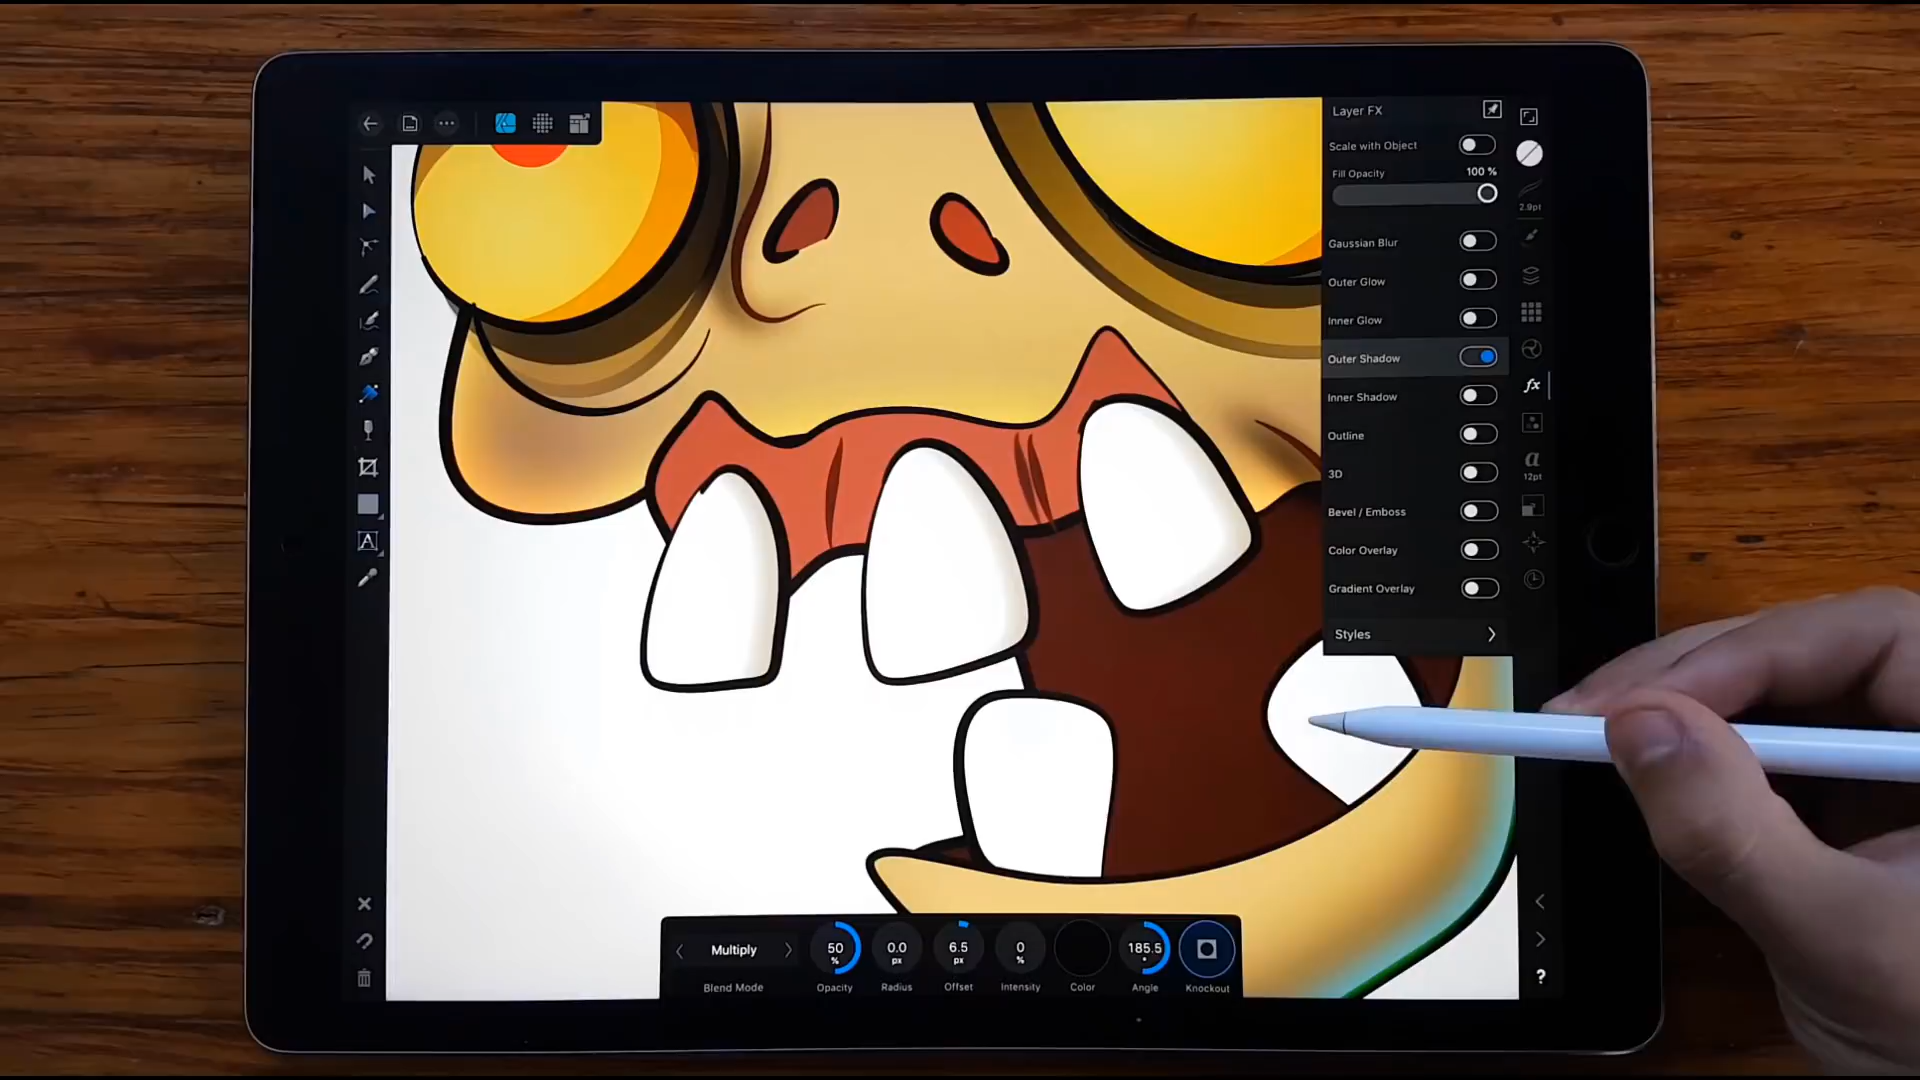 Layer FX
Scale with Object
Fill Opacity 100 %
2.9pt
Gaussian Blur
Outer Glow
Inner Glow
Outer Shadow
fx
Inner Shadow
Outline
a
12pt
3D
Bevel / Emboss
A
Color Overlay
Gradient Overlay
Styles
Multiply
50 %
0.0 px
6.5 px
0 %
185.5 °
?
Blend Mode
Opacity
Radius
Offset
Intensity
Color
Angle
Knockout